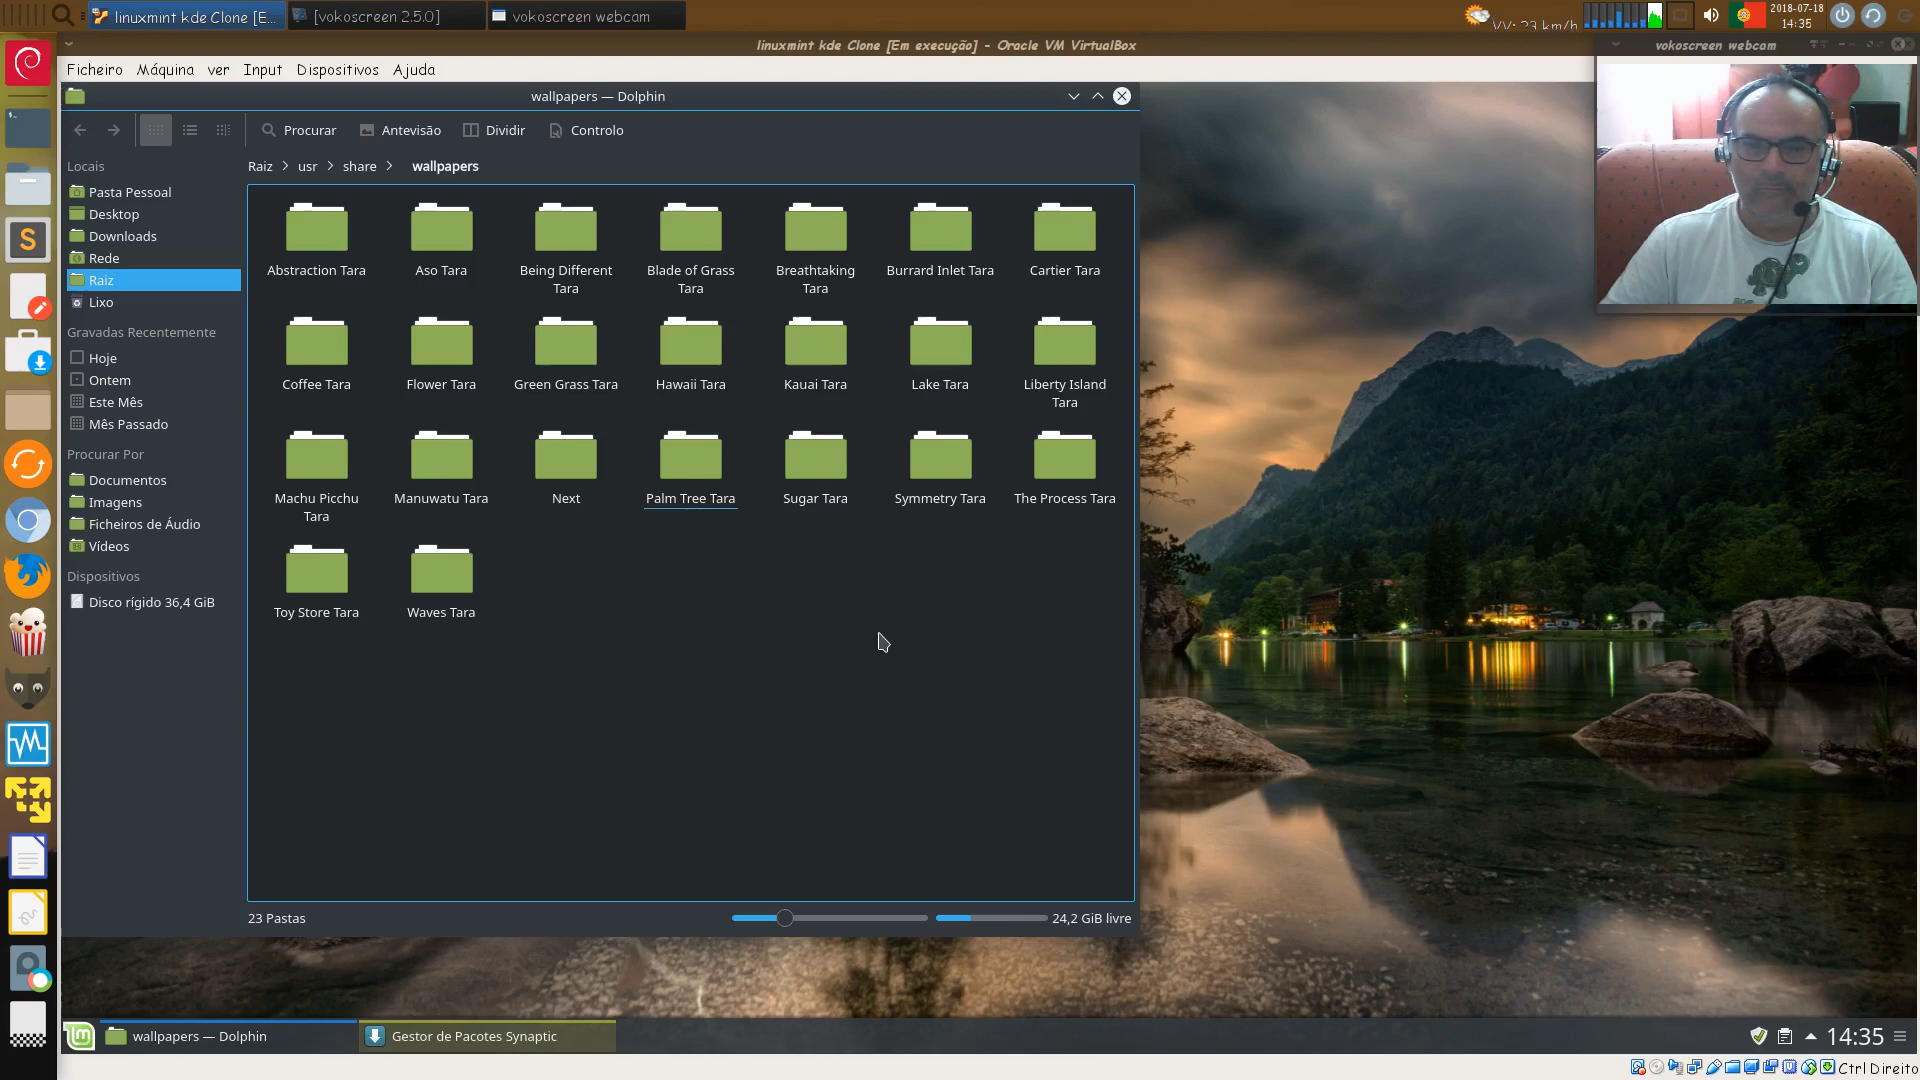 linuxmint kde Clone [E...
[vokoscreen 2.5.0]
vokoscreen webcam
VV: 23 km/h
2018-07-18
14:35
linuxmint kde Clone [Em execução] - Oracle VM VirtualBox
vokoscreen webcam
Ficheiro Máquina ver Input Dispositivos Ajuda
wallpapers — Dolphin
Procurar Antevisão Dividir Controlo
Raiz > usr > share > wallpapers
Locais
Pasta Pessoal
Desktop
Downloads
Rede
Raiz
Lixo
Gravadas Recentemente
Hoje
Ontem
Este Mês
Mês Passado
Procurar Por
Documentos
Imagens
Ficheiros de Áudio
Vídeos
Dispositivos
Disco rígido 36,4 GiB
Abstraction Tara
Aso Tara
Being Different
Tara
Blade of Grass
Tara
Breathtaking
Tara
Burrard Inlet Tara
Cartier Tara
Coffee Tara
Flower Tara
Green Grass Tara
Hawaii Tara
Kauai Tara
Lake Tara
Liberty Island
Tara
Machu Picchu
Tara
Manuwatu Tara
Next
Palm Tree Tara
Sugar Tara
Symmetry Tara
The Process Tara
Toy Store Tara
Waves Tara
23 Pastas
24,2 GiB livre
wallpapers — Dolphin
Gestor de Pacotes Synaptic
14:35
Ctrl Direito